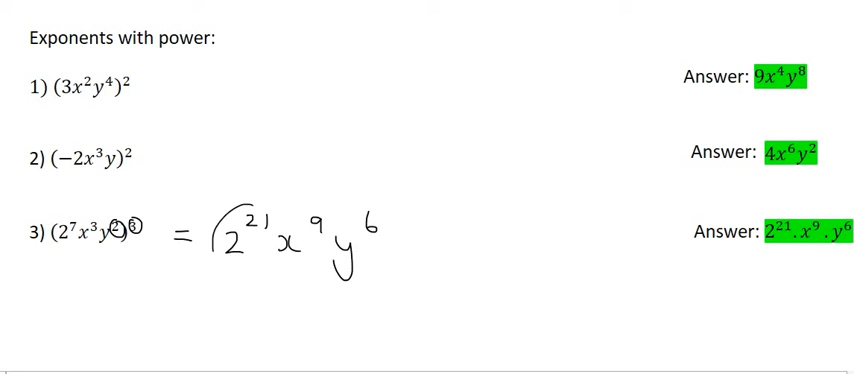 Exponents with power:
1) (3x²y⁴)² Answer: 9x⁴y⁸
2) (−2x³y)² Answer: 4x⁶y²
3) (2⁷x³y²)³ = (2²¹x⁹y⁶ Answer: 2²¹.x⁹.y⁶